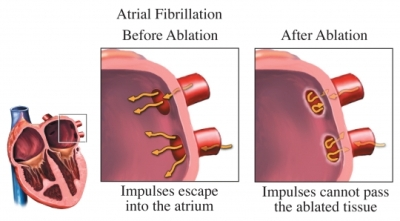 Atrial Fibrillation
Before Ablation
After Ablation
Impulses escape
into the atrium
Impulses cannot pass
the ablated tissue